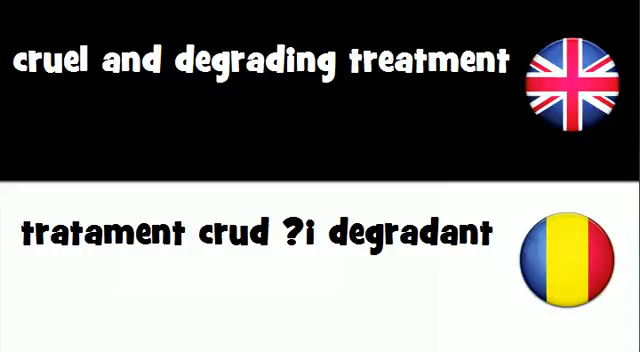 cruel and degrading treatment
tratament crud ?i degradant